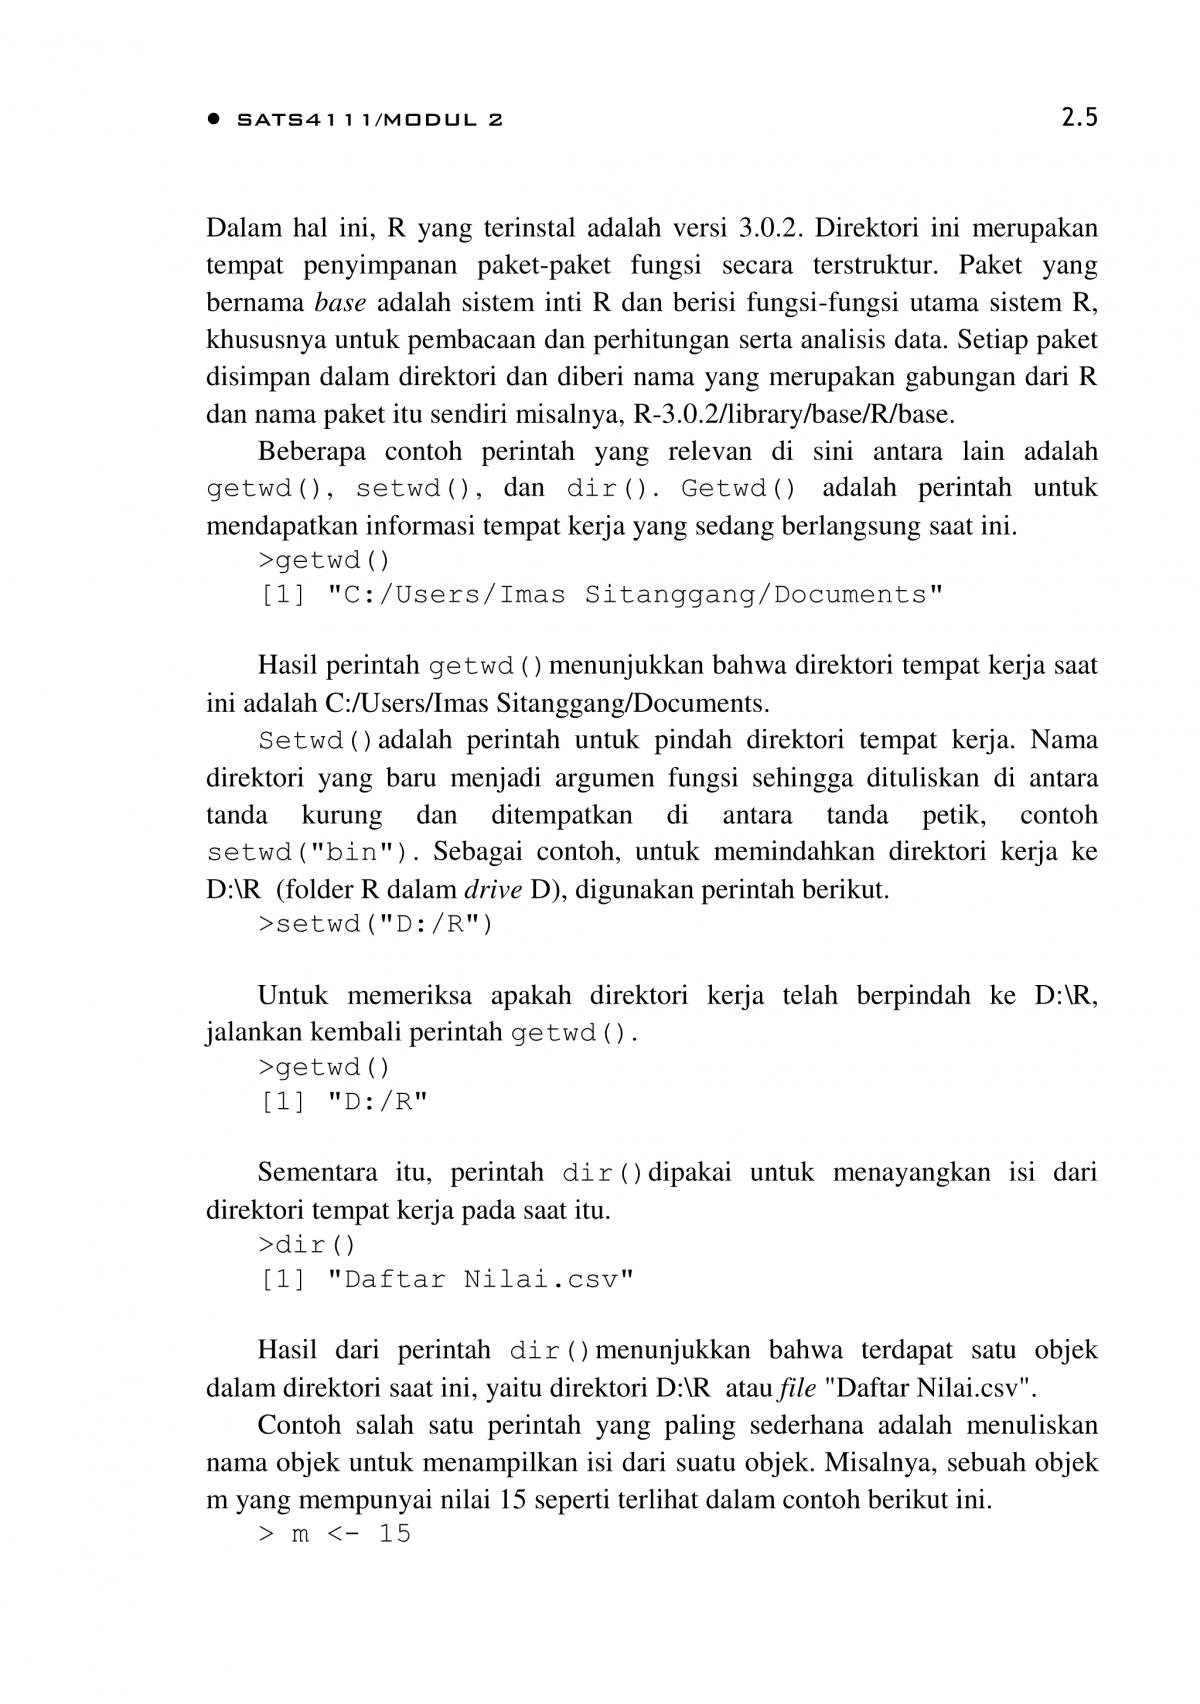 ● SATS4111/MODUL 2 2.5
Dalam hal ini, R yang terinstal adalah versi 3.0.2. Direktori ini merupakan
tempat penyimpanan paket-paket fungsi secara terstruktur. Paket yang
bernama base adalah sistem inti R dan berisi fungsi-fungsi utama sistem R,
khususnya untuk pembacaan dan perhitungan serta analisis data. Setiap paket
disimpan dalam direktori dan diberi nama yang merupakan gabungan dari R
dan nama paket itu sendiri misalnya, R-3.0.2/library/base/R/base.
Beberapa contoh perintah yang relevan di sini antara lain adalah
getwd(), setwd(), dan dir(). Getwd() adalah perintah untuk
mendapatkan informasi tempat kerja yang sedang berlangsung saat ini.
>getwd()
[1] "C:/Users/Imas Sitanggang/Documents"
Hasil perintah getwd()menunjukkan bahwa direktori tempat kerja saat
ini adalah C:/Users/Imas Sitanggang/Documents.
Setwd()adalah perintah untuk pindah direktori tempat kerja. Nama
direktori yang baru menjadi argumen fungsi sehingga dituliskan di antara
tanda kurung dan ditempatkan di antara tanda petik, contoh
setwd("bin"). Sebagai contoh, untuk memindahkan direktori kerja ke
D:\R (folder R dalam drive D), digunakan perintah berikut.
>setwd("D:/R")
Untuk memeriksa apakah direktori kerja telah berpindah ke D:\R,
jalankan kembali perintah getwd().
>getwd()
[1] "D:/R"
Sementara itu, perintah dir()dipakai untuk menayangkan isi dari
direktori tempat kerja pada saat itu.
>dir()
[1] "Daftar Nilai.csv"
Hasil dari perintah dir()menunjukkan bahwa terdapat satu objek
dalam direktori saat ini, yaitu direktori D:\R atau file "Daftar Nilai.csv".
Contoh salah satu perintah yang paling sederhana adalah menuliskan
nama objek untuk menampilkan isi dari suatu objek. Misalnya, sebuah objek
m yang mempunyai nilai 15 seperti terlihat dalam contoh berikut ini.
> m <- 15